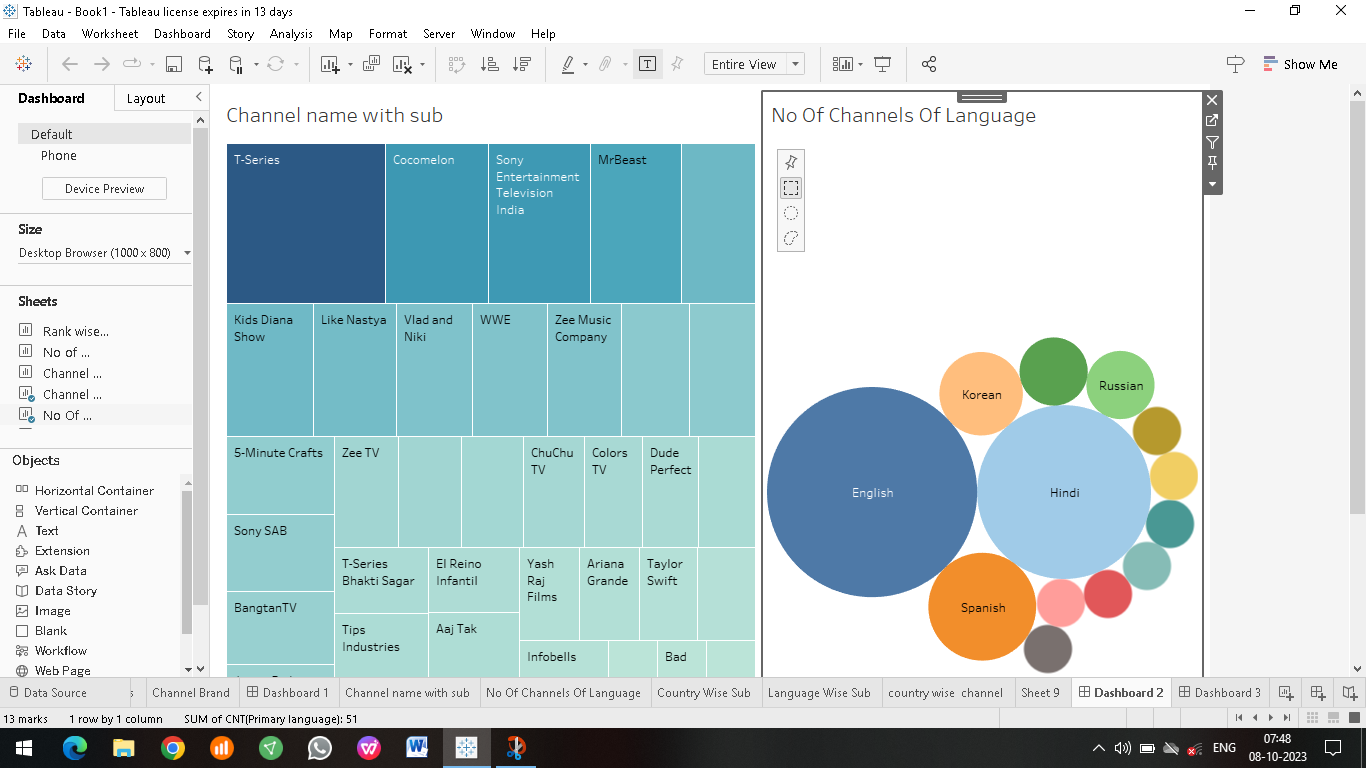 Tableau - Book1 - Tableau license expires in 13 days
File Data Worksheet Dashboard Story Analysis Map Format Server Window Help
Entire View
Show Me
Dashboard Layout
Default
Phone
Device Preview
Size
Desktop Browser (1000 x 800)
Sheets
Rank wise...
No of ...
Channel ...
Channel ...
No Of ...
Objects
Horizontal Container
Vertical Container
Text
Extension
Ask Data
Data Story
Image
Blank
Workflow
Web Page
Channel name with sub
T-Series
Cocomelon
Sony
Entertainment
Television
India
MrBeast
Kids Diana
Show
Like Nastya
Vlad and
Niki
WWE
Zee Music
Company
5-Minute Crafts
Zee TV
ChuChu
TV
Colors
TV
Dude
Perfect
Sony SAB
T-Series
Bhakti Sagar
El Reino
Infantil
Yash
Raj
Films
Ariana
Grande
Taylor
Swift
BangtanTV
Tips
Industries
Aaj Tak
Infobells
Bad
No Of Channels Of Language
Korean
Russian
English
Hindi
Spanish
Data Source
Channel Brand
Dashboard 1
Channel name with sub
No Of Channels Of Language
Country Wise Sub
Language Wise Sub
country wise channel
Sheet 9
Dashboard 2
Dashboard 3
13 marks 1 row by 1 column SUM of CNT(Primary language): 51
ENG
07:48
08-10-2023